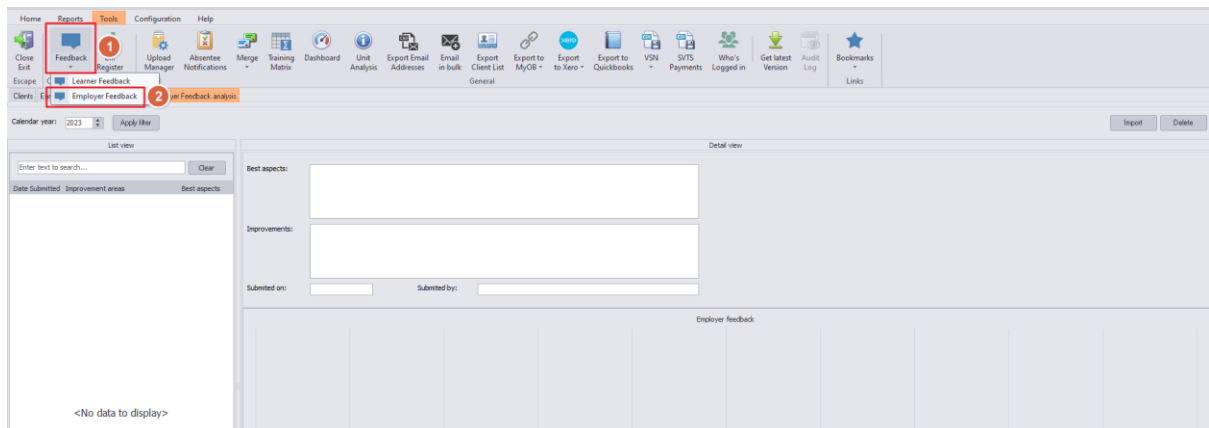 Home Reports Tools Configuration Help
Close Exit
Feedback
1
Register
Upload Manager
Absentee Notifications
Merge
Training Matrix
Dashboard
Unit Analysis
Export Email Addresses
Email in bulk
Export Client List
Export to MyOB
Export to Xero
xero
Export to Quickbooks
VSN
SVTS Payments
Who's Logged in
Get latest Version
Audit Log
Bookmarks
Escape
Learner Feedback
General
Links
Clients
Employer Feedback
2
yer Feedback analysis
Calendar year: 2023 Apply filter Import Delete
List view Detail view
Enter text to search... Clear
Date Submitted Improvement areas Best aspects
Best aspects:
Improvements:
Submited on: Submited by:
Employer feedback
<No data to display>